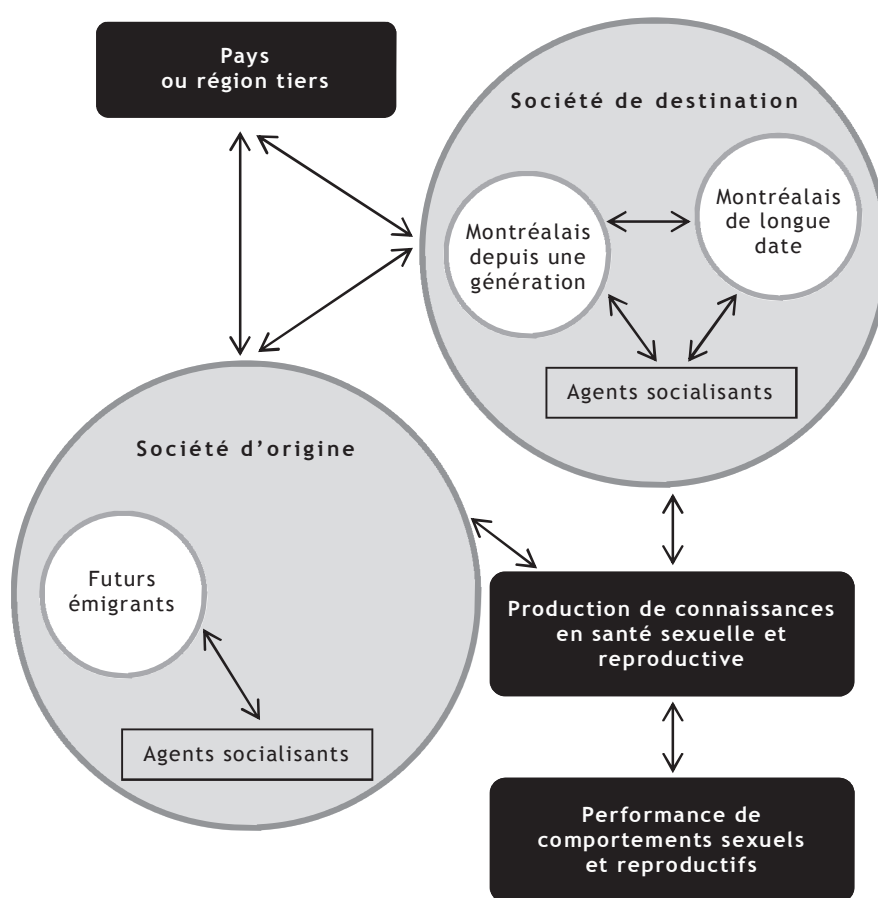 Pays
ou région tiers
Société de destination
Montréalais
depuis une
génération
Montréalais
de longue
date
Agents socialisants
Société d'origine
Futurs
émigrants
Agents socialisants
Production de connaissances
en santé sexuelle et
reproductive
Performance de
comportements sexuels
et reproductifs